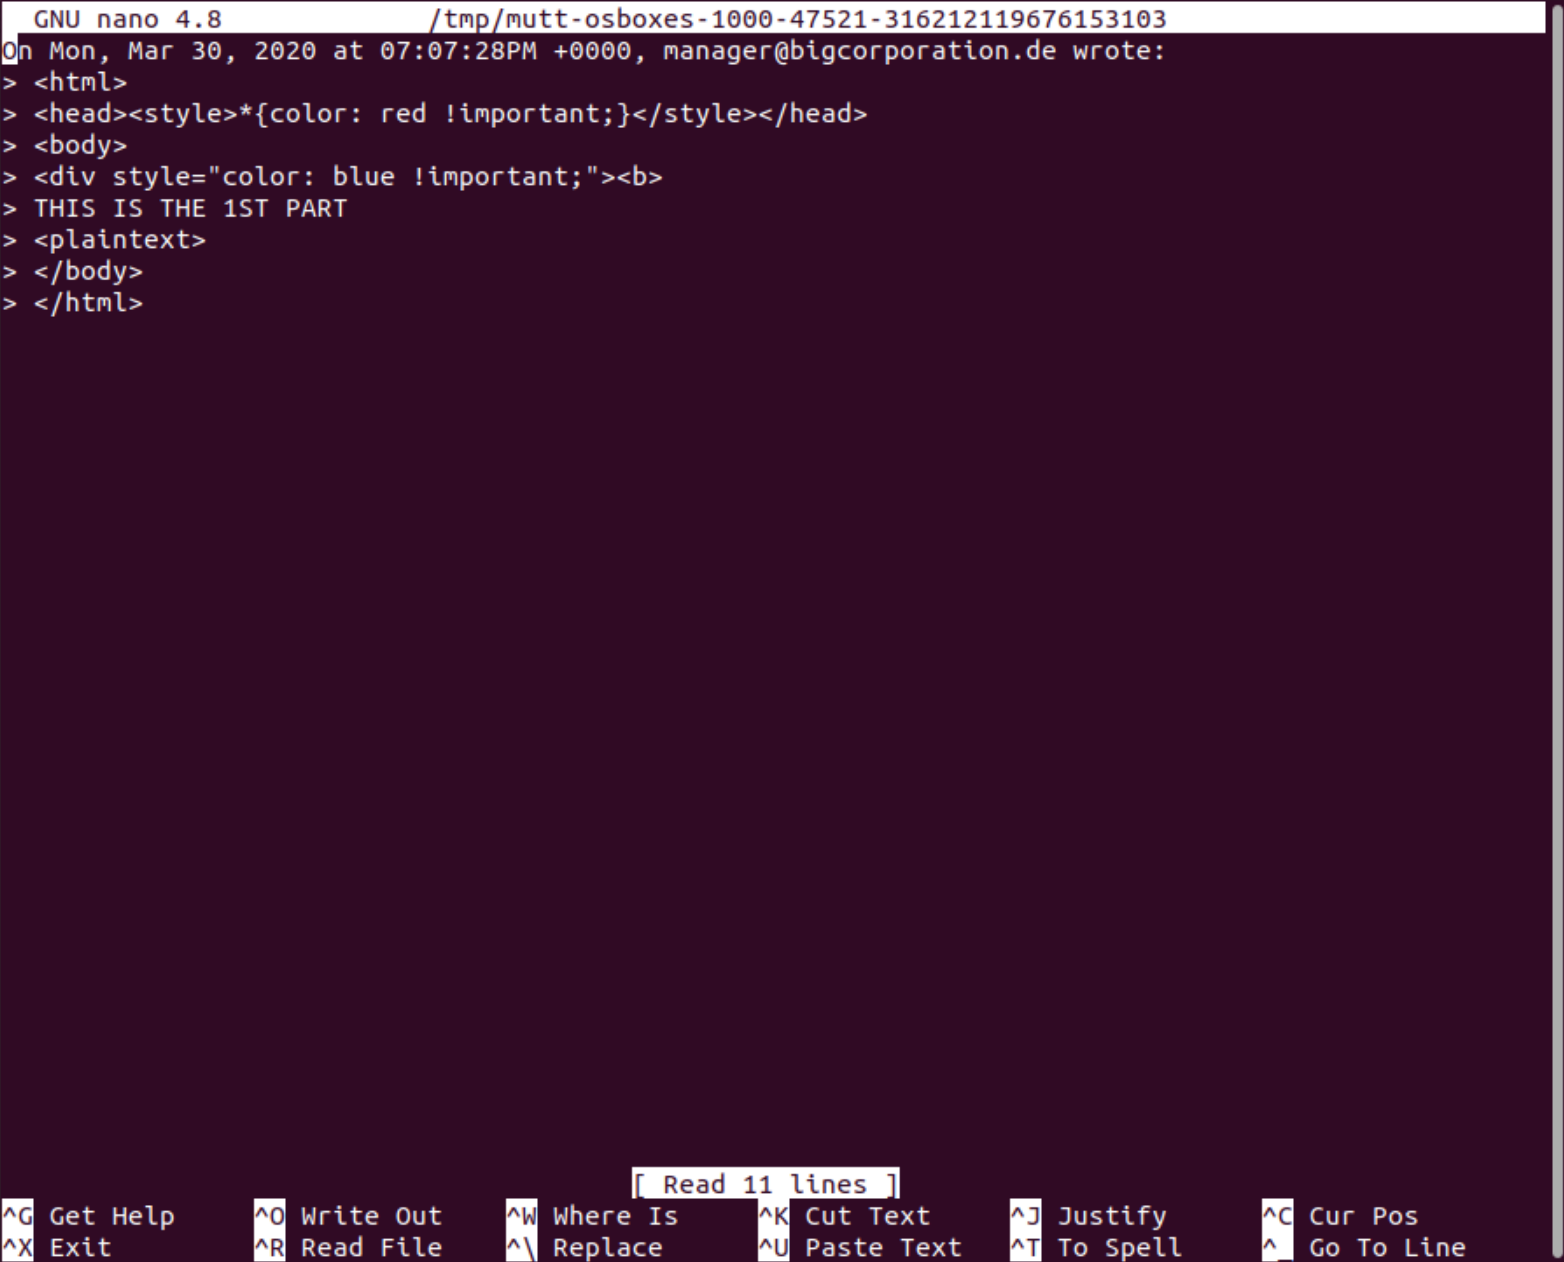 GNU nano 4.8 /tmp/mutt-osboxes-1000-47521-316212119676153103
On Mon, Mar 30, 2020 at 07:07:28PM +0000, manager@bigcorporation.de wrote:
> <html>
> <head><style>*{color: red !important;}</style></head>
> <body>
> <div style="color: blue !important;"><b>
> THIS IS THE 1ST PART
> <plaintext>
> </body>
> </html>
[ Read 11 lines ]
^G Get Help ^O Write Out ^W Where Is ^K Cut Text ^J Justify ^C Cur Pos
^X Exit ^R Read File ^\ Replace ^U Paste Text ^T To Spell ^_ Go To Line